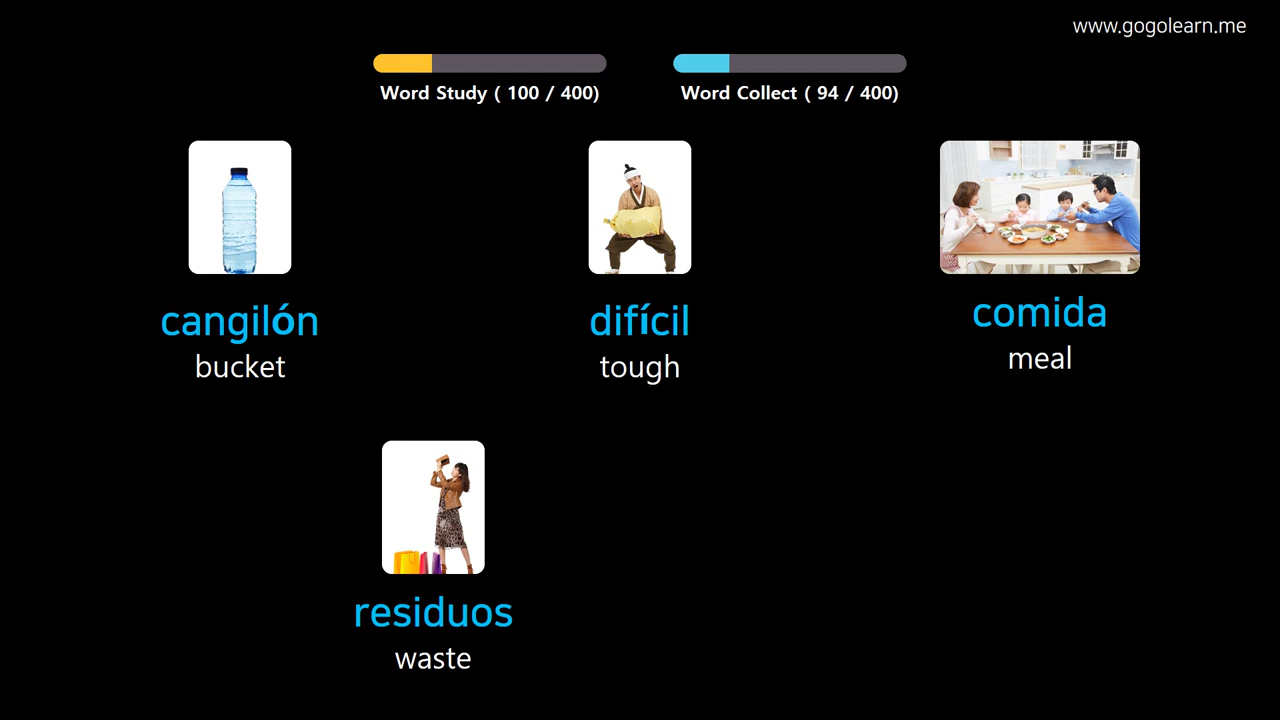 www.gogolearn.me
Word Study ( 100 / 400)
Word Collect ( 94 / 400)
cangilón
bucket
difícil
tough
comida
meal
residuos
waste